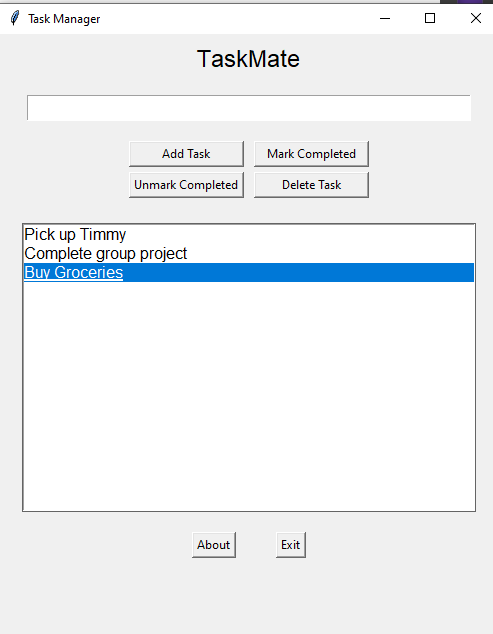 Task Manager
TaskMate
Add Task Mark Completed
Unmark Completed Delete Task
Pick up Timmy
Complete group project
Buy Groceries
About Exit